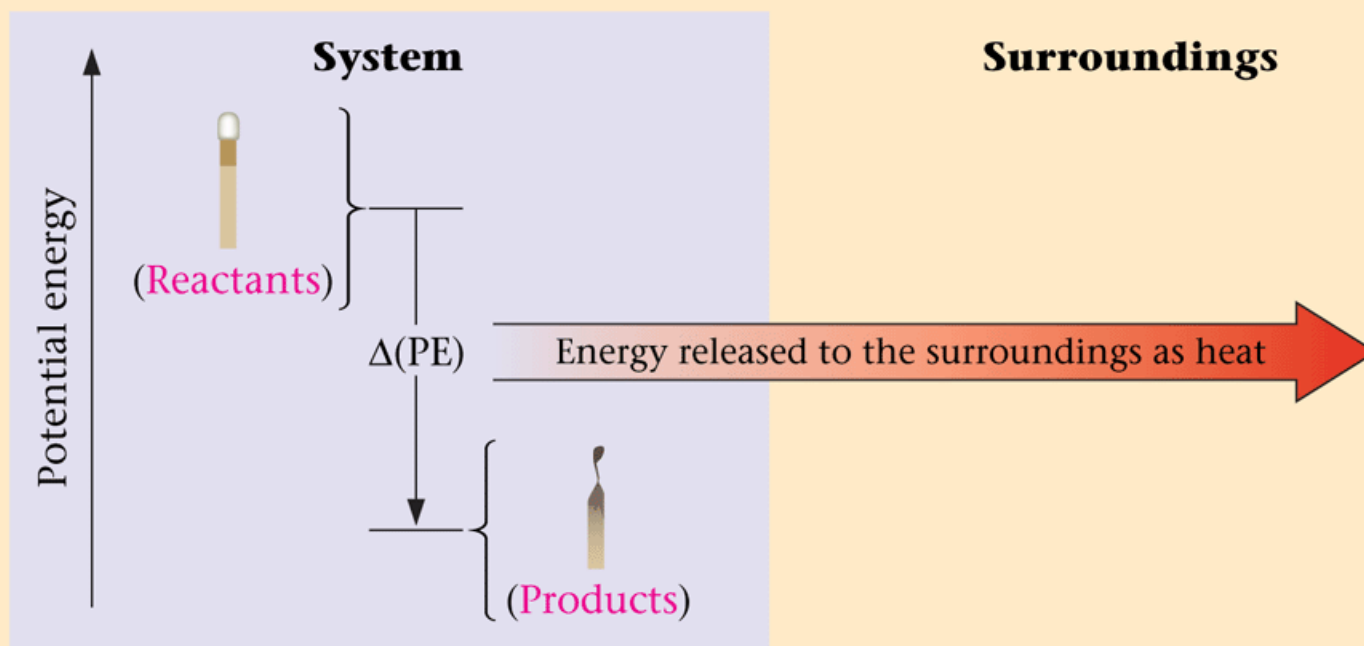 System
Surroundings
Potential energy
(Reactants)
Δ(PE)
Energy released to the surroundings as heat
(Products)